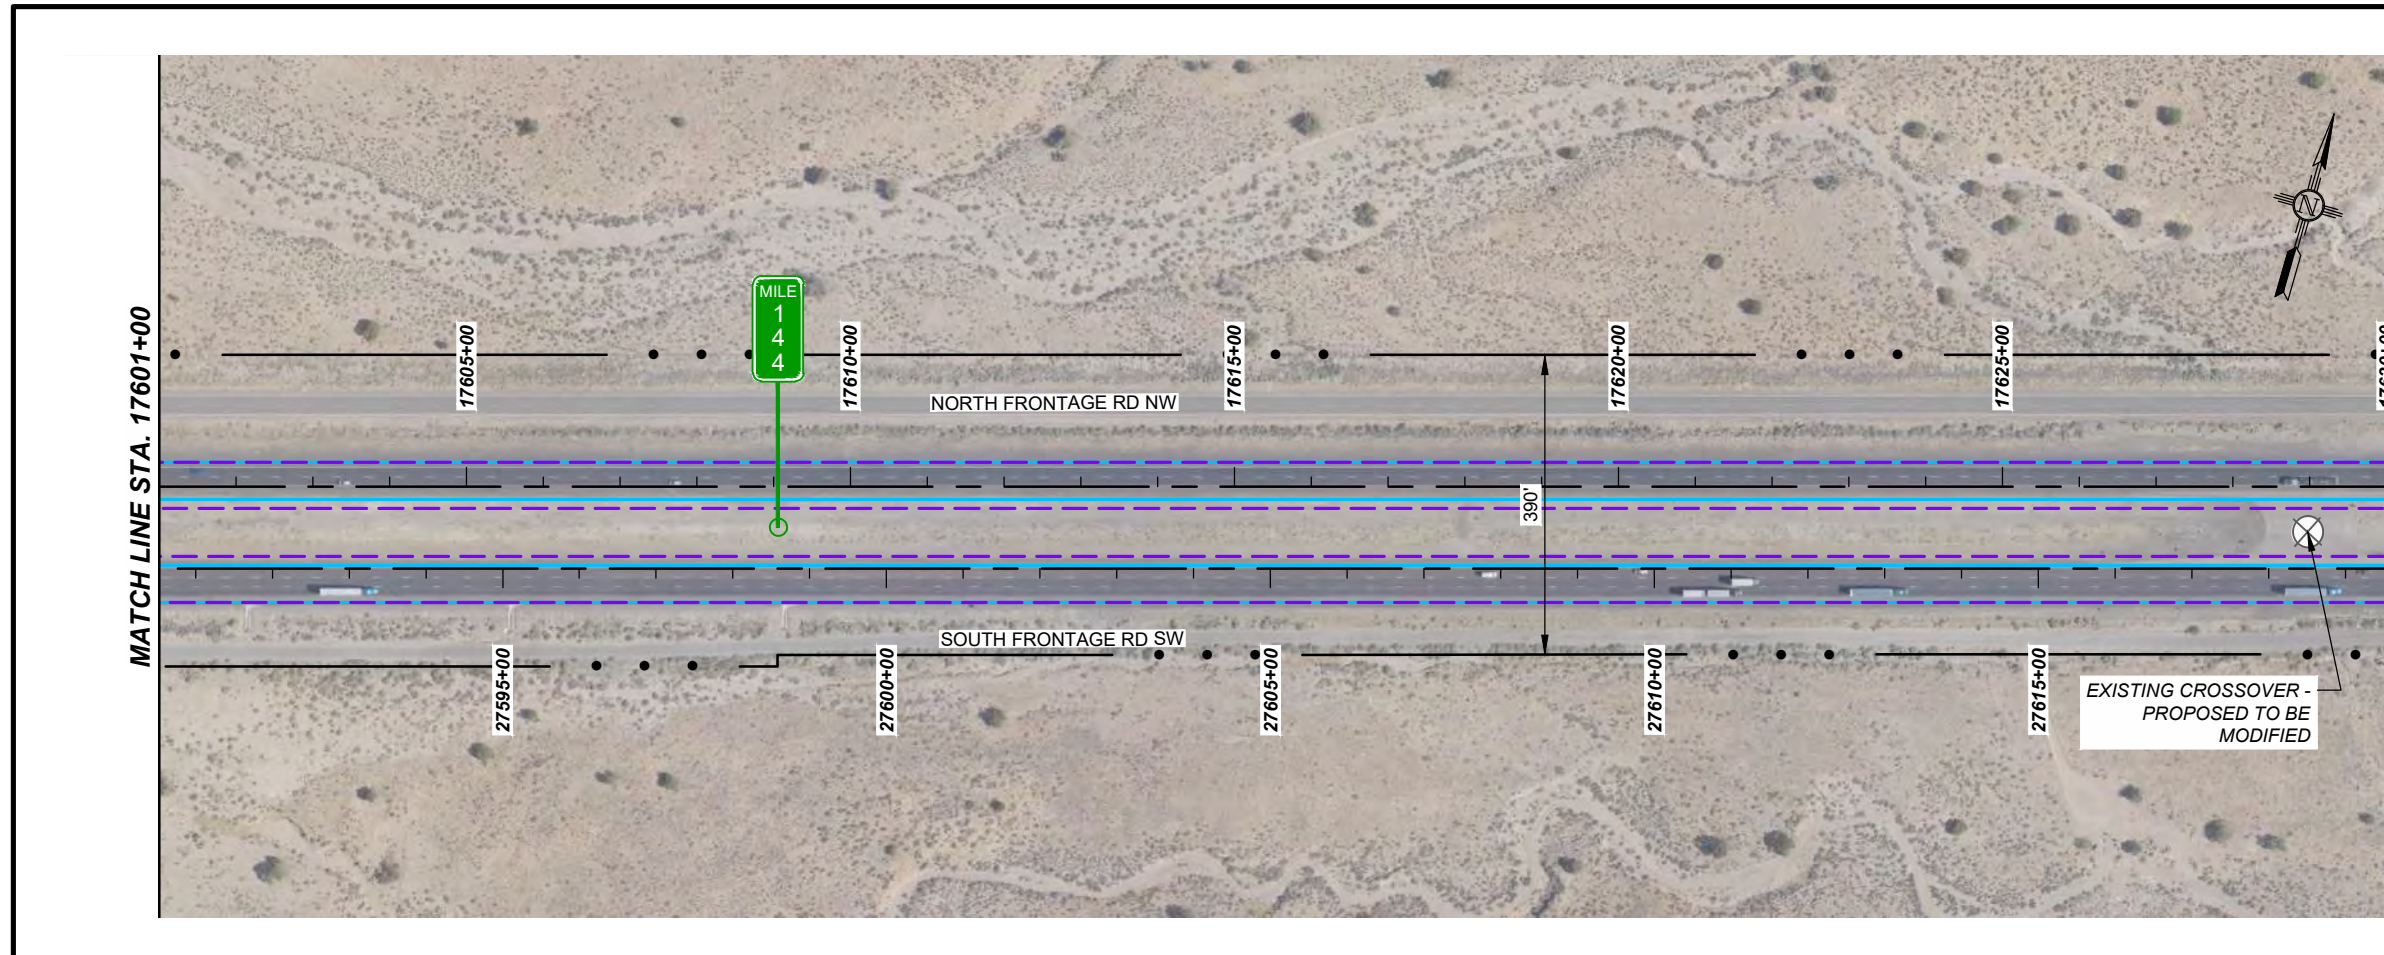 MATCH LINE STA. 17601+00
N
MILE
1
4
4
17605+00
17610+00
17615+00
17620+00
17625+00
NORTH FRONTAGE RD NW
390'
SOUTH FRONTAGE RD SW
27595+00
27600+00
27605+00
27610+00
27615+00
EXISTING CROSSOVER -
PROPOSED TO BE
MODIFIED